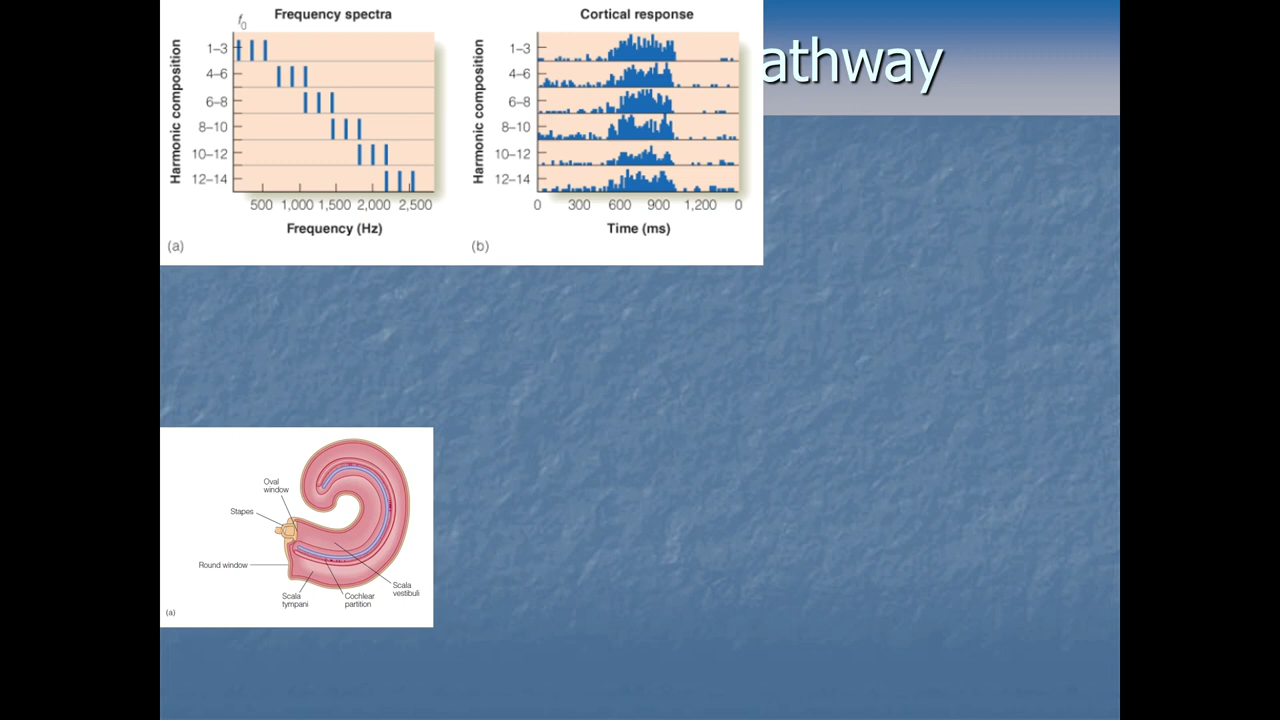 Frequency spectra
f0
Harmonic composition
1–3
4–6
6–8
8–10
10–12
12–14
500 1,000 1,500 2,000 2,500
Frequency (Hz)
(a)
Cortical response
Harmonic composition
1–3
4–6
6–8
8–10
10–12
12–14
0 300 600 900 1,200 0
Time (ms)
(b)
athway
Oval
window
Stapes
Round window
Scala
tympani
Cochlear
partition
Scala
vestibuli
(a)